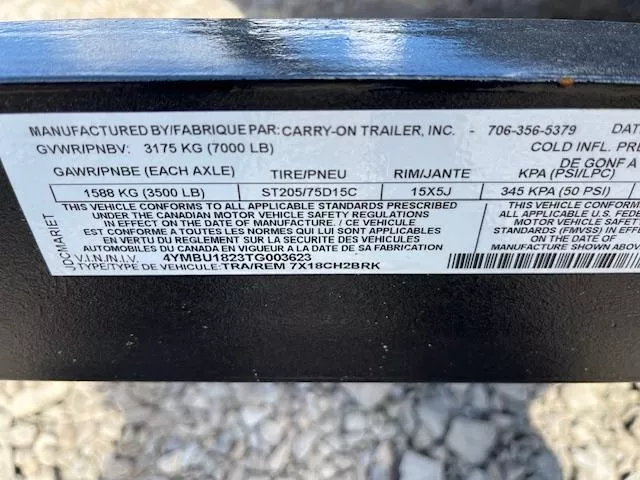 MANUFACTURED BY/FABRIQUE PAR: CARRY-ON TRAILER, INC. - 706-356-5379 DAT
GVWR/PNBV: 3175 KG (7000 LB) COLD INFL. PRE
DE GONF A
GAWR/PNBE (EACH AXLE) TIRE/PNEU RIM/JANTE KPA (PSI/LPC)
1588 KG (3500 LB) ST205/75D15C 15X5J 345 KPA (50 PSI)
THIS VEHICLE CONFORMS TO ALL APPLICABLE STANDARDS PRESCRIBED
UNDER THE CANADIAN MOTOR VEHICLE SAFETY REGULATIONS
IN EFFECT ON THE DATE OF MANUFACTURE. / CE VEHICULE
EST CONFORME A TOUTES LES NORMES QUI LUI SONT APPLICABLES
EN VERTU DU REGLEMENT SUR LA SECURITE DES VEHICULES
AUTOMOBILES DU CANADA EN VIGUEUR A LA DATE DE SA FABRICATION
THIS VEHICLE CONFORM
ALL APPLICABLE U.S. FEDE
MOTOR VEHICLE SAFE
STANDARDS (FMVSS) IN EFF
MANUFACTURE SHOWN ABOVE
V.I.N./N.I.V. 4YMBU1823TG003623
TYPE/TYPE DE VEHICULE: TRA/REM 7X18CH2BRK
JDCMARIET